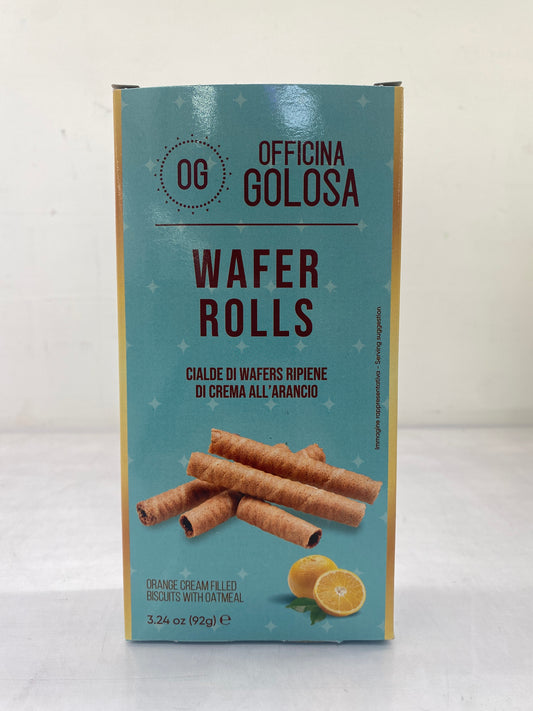 OG
OFFICINA
GOLOSA
WAFER
ROLLS
CIALDE DI WAFERS RIPIENE
DI CREMA ALL'ARANCIO
Immagine rappresentativa - Serving suggestion
ORANGE CREAM FILLED
BISCUITS WITH OATMEAL
3.24 oz (92g) ℮